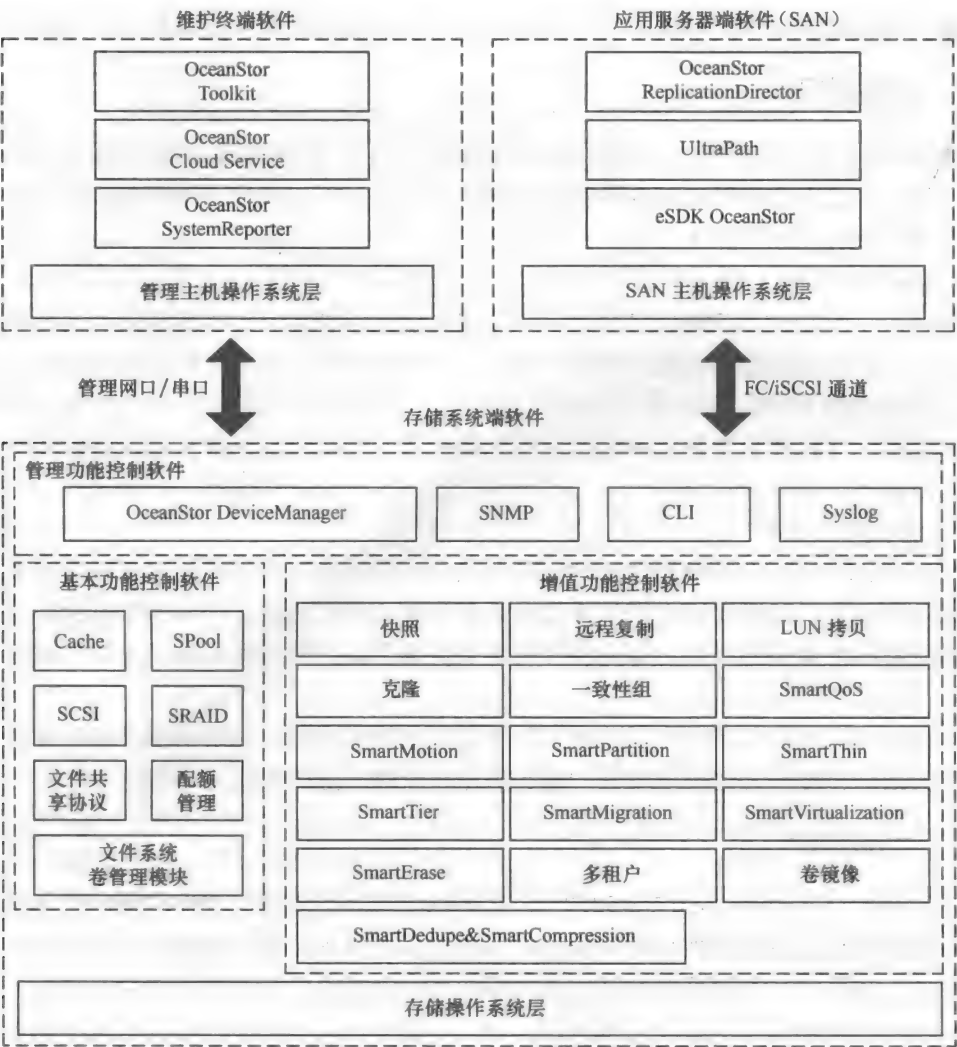 维护终端软件
应用服务器端软件(SAN)
OceanStor
Toolkit
OceanStor
Cloud Service
OceanStor
SystemReporter
管理主机操作系统层
OceanStor
ReplicationDirector
UltraPath
eSDK OceanStor
SAN 主机操作系统层
管理网口/串口
FC/iSCSI 通道
存储系统端软件
管理功能控制软件
OceanStor DeviceManager
SNMP
CLI
Syslog
基本功能控制软件
Cache
SPool
SCSI
SRAID
文件共
享协议
配额
管理
文件系统
卷管理模块
增值功能控制软件
快照
远程复制
LUN 拷贝
克隆
一致性组
SmartQoS
SmartMotion
SmartPartition
SmartThin
SmartTier
SmartMigration
SmartVirtualization
SmartErase
多租户
卷镜像
SmartDedupe&SmartCompression
存储操作系统层